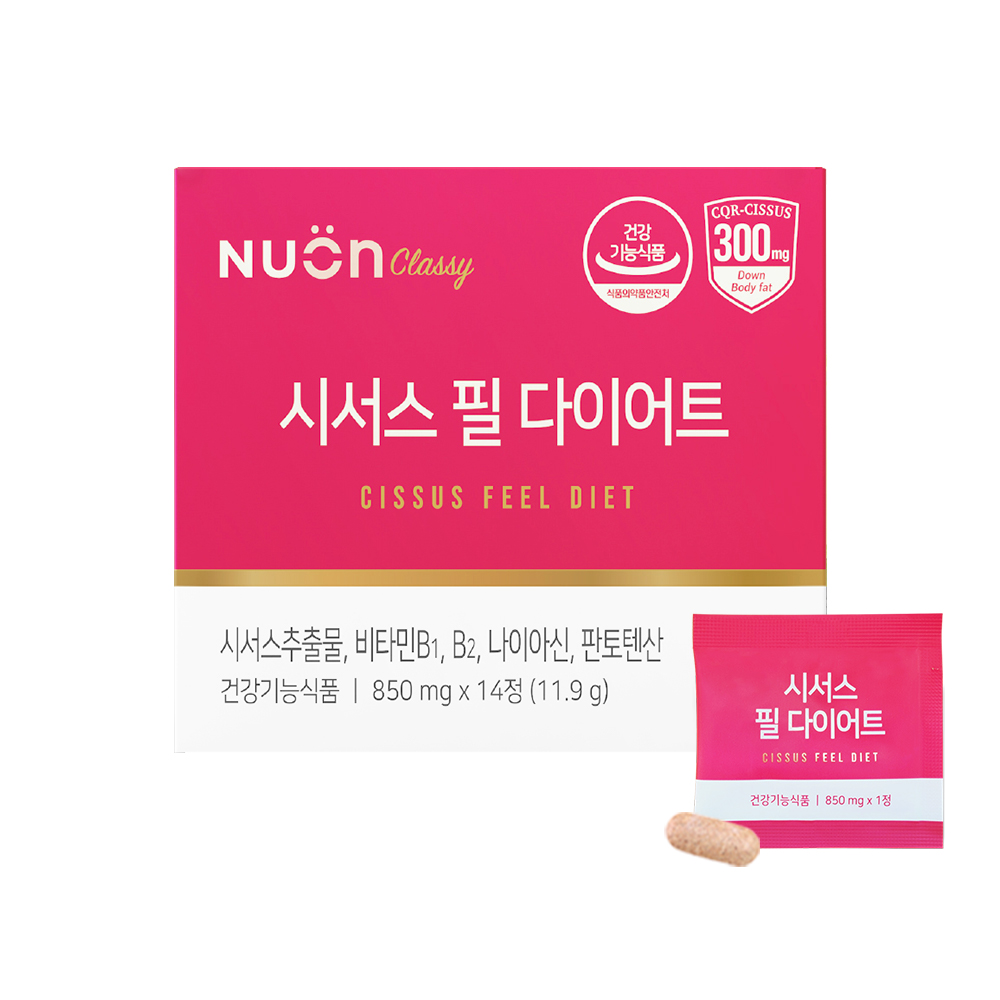 NUÖn Classy
건강
기능식품
식품의약품안전처
CQR-CISSUS
300mg
Down
Body fat
시서스 필 다이어트
CISSUS FEEL DIET
시서스추출물, 비타민B1, B2, 나이아신, 판토텐산
건강기능식품 | 850 mg x 14정 (11.9 g)
시서스
필 다이어트
CISSUS FEEL DIET
건강기능식품 | 850 mg x 1정